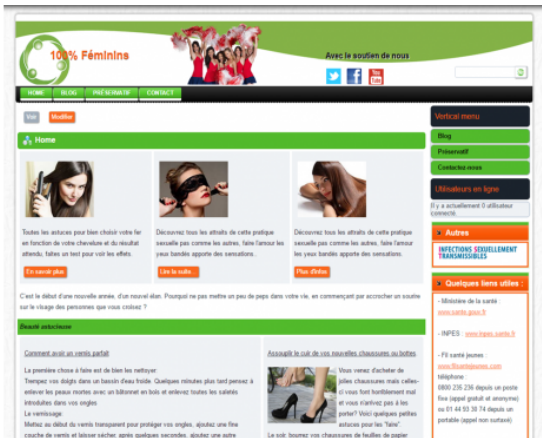 100% Féminins
Avec le soutien de nous
You
Tube
HOME BLOG PRÉSERVATIF CONTACT
Voir Modifier
Home
Toutes les astuces pour bien choisir votre fer
en fonction de votre chevelure et du résultat
attendu, faites un test pour voir les effets.
En savoir plus
Découvrez tous les attraits de cette pratique
sexuelle pas comme les autres, faire l'amour les
yeux bandés apporte des sensations..
Lire la suite...
Découvrez tous les attraits de cette pratique
sexuelle pas comme les autres, faire l'amour les
yeux bandés apporte des sensations..
Plus d'infos
C'est le début d'une nouvelle année, d'un nouvel élan. Pourquoi ne pas mettre un peu de peps dans votre vie, en commençant par accrocher un sourire
sur le visage des personnes que vous croisez ?
Beauté astucieuse
Comment avoir un vernis parfait
La première chose à faire est de bien les nettoyer.
Trempez vos doigts dans un bassin d'eau froide. Quelques minutes plus tard pensez à
enlever les peaux mortes avec un bâtonnet en bois et enlevez toutes les saletés
introduites dans vos ongles
Le vernissage:
Mettez au début du vernis transparent pour protéger vos ongles, ajoutez une fine
couche de vernis et laisser sécher, après quelques secondes, ajoutez une autre
Assouplir le cuir de vos nouvelles chaussures ou bottes
Vous venez d'acheter de
jolies chaussures mais celles-
ci vous font horriblement mal
et vous n'arrivez pas à les
porter? Voici quelques petites
astuces pour les "faire".
Le soir, bourrez vos chaussures de feuilles de papier
Vertical menu
Blog
Préservatif
Contactez-nous
Utilisateurs en ligne
Il y a actuellement 0 utilisateur
connecté.
Autres
INFECTIONS SEXUELLEMENT
TRANSMISSIBLES
Quelques liens utiles :
- Ministère de la santé :
www.sante.gouv.fr
- INPES : www.inpes.sante.fr
- Fil santé jeunes :
www.filsantejeunes.com
téléphone :
0800 235 236 depuis un poste
fixe (appel gratuit et anonyme)
ou 01 44 93 30 74 depuis un
portable (appel non surtaxé)